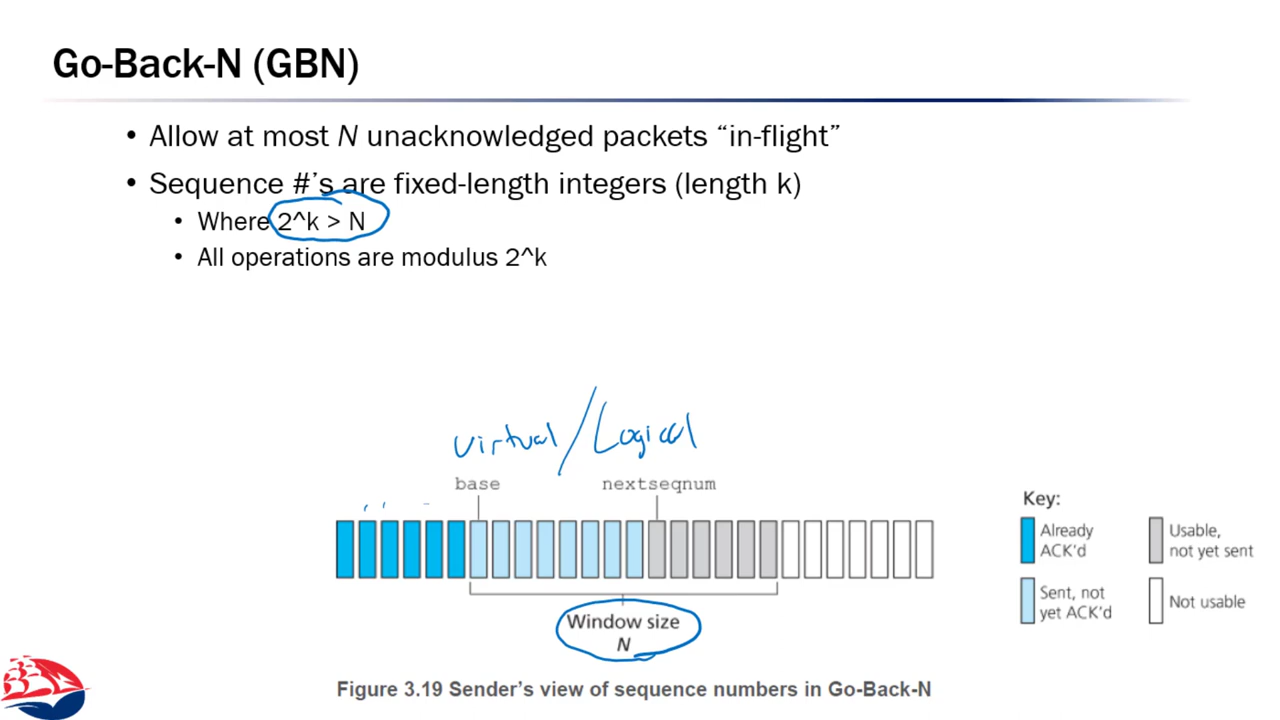 Go-Back-N (GBN)
• Allow at most N unacknowledged packets “in-flight”
• Sequence #’s are fixed-length integers (length k)
• Where 2^k > N
• All operations are modulus 2^k
Virtual/Logical
base nextseqnum
Key:
Already ACK'd
Usable, not yet sent
Sent, not yet ACK'd
Not usable
Window size
N
Figure 3.19 Sender’s view of sequence numbers in Go-Back-N